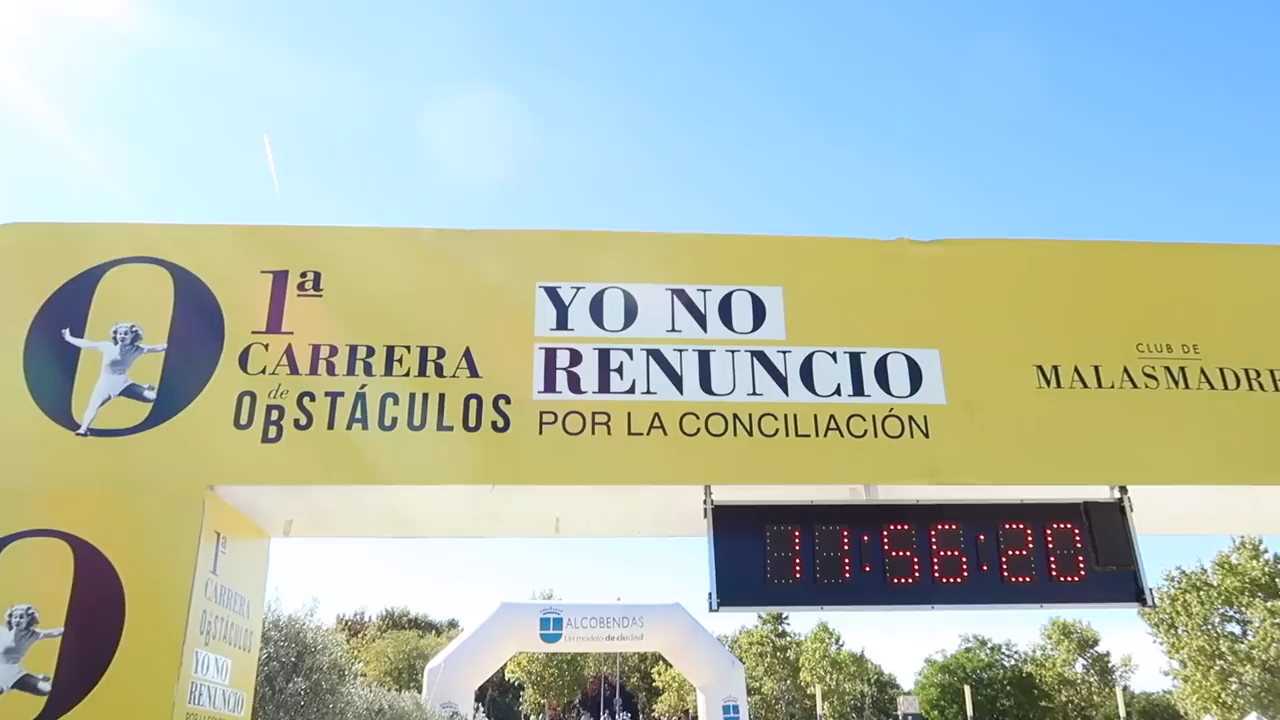 1ª
CARRERA
de
OBSTÁCULOS
YO NO
RENUNCIO
POR LA CONCILIACIÓN
CLUB DE
MALASMADRE
11:56:20
ALCOBENDAS
Un modelo de ciudad
1ª
CARRERA
OBSTÁCULOS
YO NO
RENUNCIO